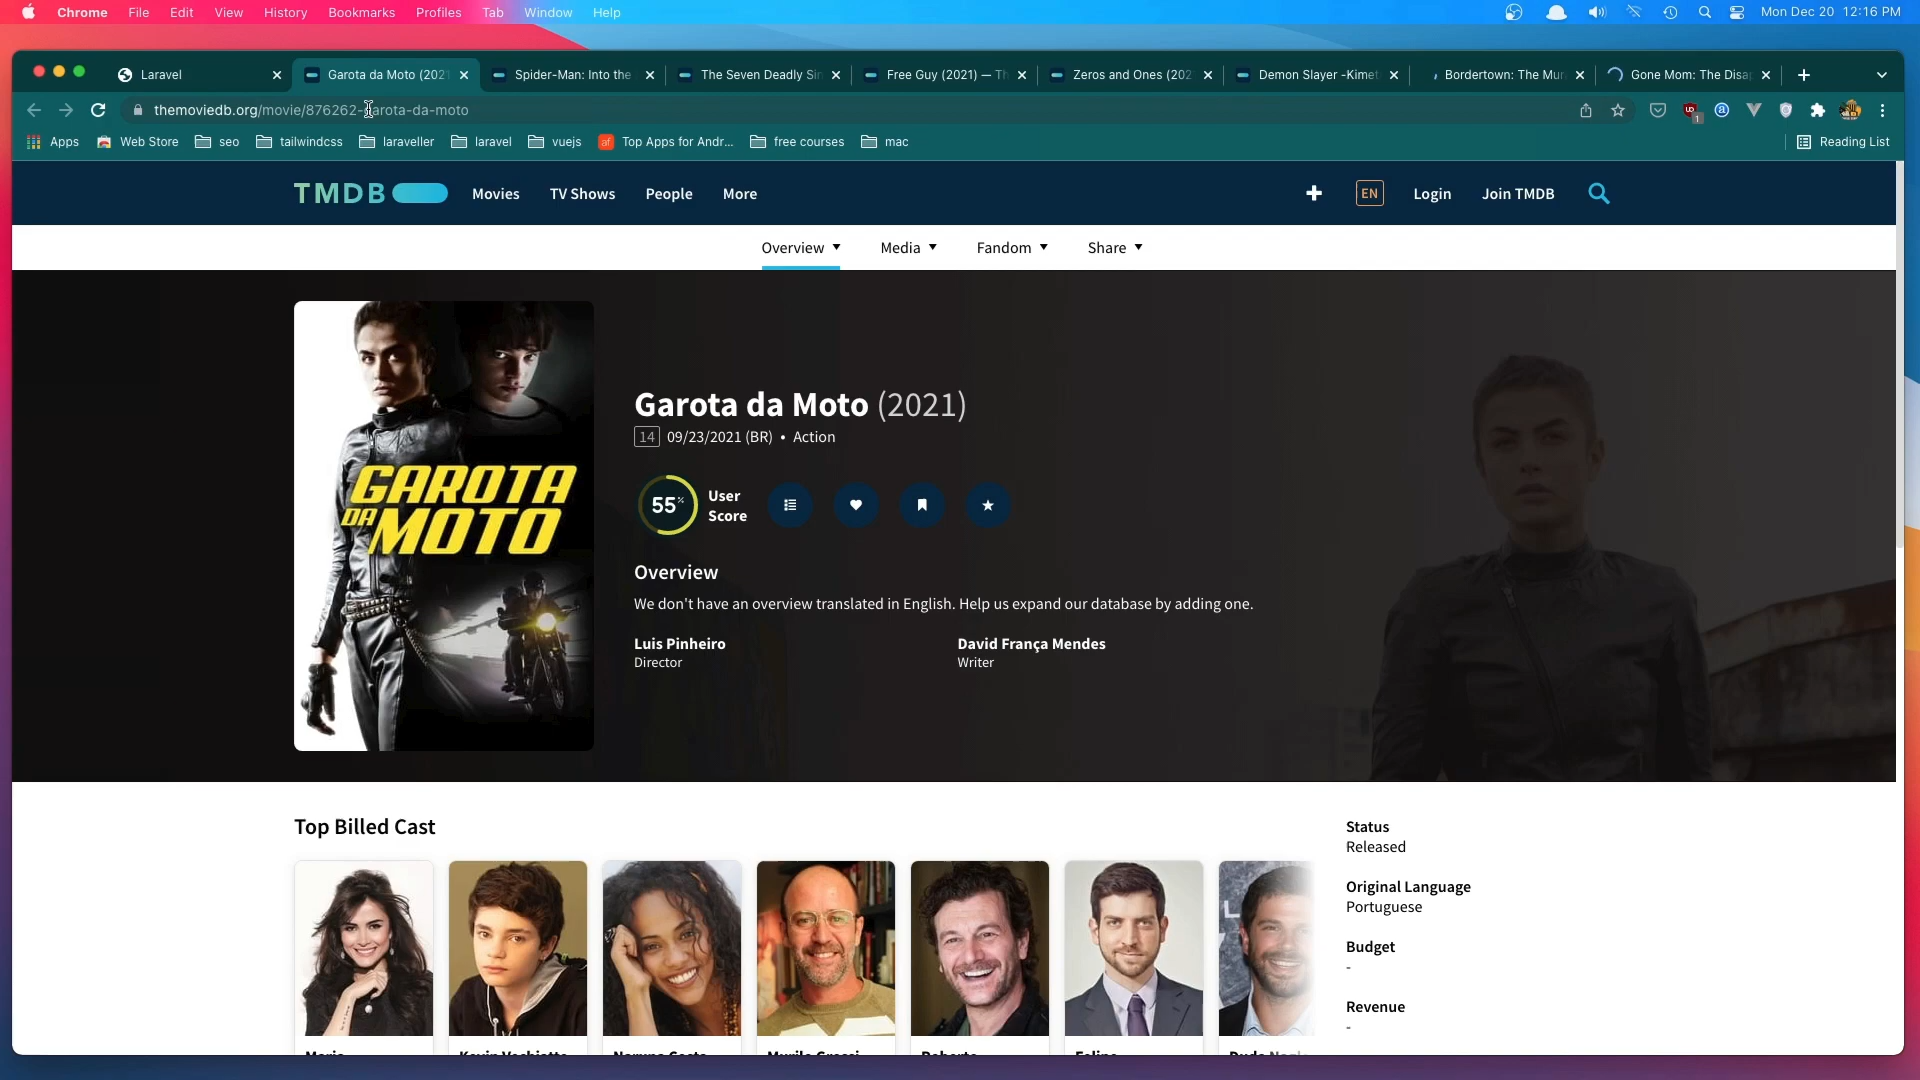 Chrome File Edit View History Bookmarks Profiles Tab Window Help Mon Dec 20 12:16 PM
Laravel Garota da Moto (2021 Spider-Man: Into the The Seven Deadly Sin Free Guy (2021) — Th Zeros and Ones (202 Demon Slayer -Kimet Bordertown: The Mur Gone Mom: The Disap
themoviedb.org/movie/876262-garota-da-moto
Apps Web Store seo tailwindcss laraveller laravel vuejs af Top Apps for Andr... free courses mac Reading List
TMDB Movies TV Shows People More EN Login Join TMDB
Overview Media Fandom Share
GAROTA
DA MOTO
Garota da Moto (2021)
14 09/23/2021 (BR) • Action
55% User
Score
Overview
We don't have an overview translated in English. Help us expand our database by adding one.
Luis Pinheiro David França Mendes
Director Writer
Top Billed Cast
Status
Released
Original Language
Portuguese
Budget
-
Revenue
-